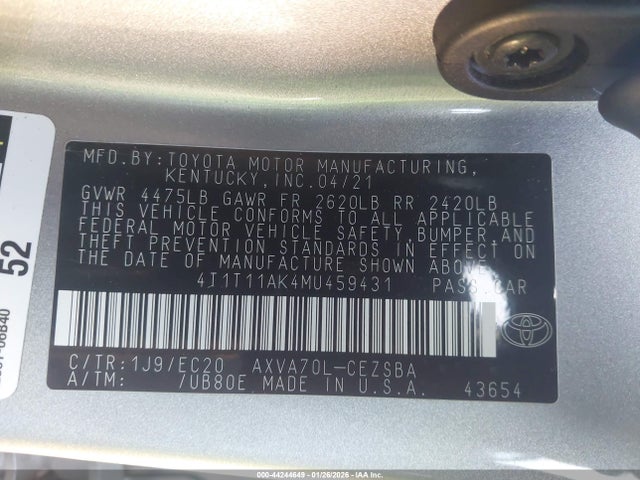 MFD.BY:TOYOTA MOTOR MANUFACTURING,
KENTUCKY,INC.04/21
GVWR 4475LB GAWR FR 2620LB RR 2420LB
THIS VEHICLE CONFORMS TO ALL APPLICABLE
FEDERAL MOTOR VEHICLE SAFETY,BUMPER,AND
THEFT PREVENTION STANDARDS IN EFFECT ON
THE DATE OF MANUFACTURE SHOWN ABOVE.
4T1T11AK4MU459431 PASS.CAR
C/TR:1J9/EC20 AXVA70L-CEZSBA
A/TM: /UB80E MADE IN U.S.A.
43654
52
06B40
000-44244649 - 01/26/2026 - IAAI.COM